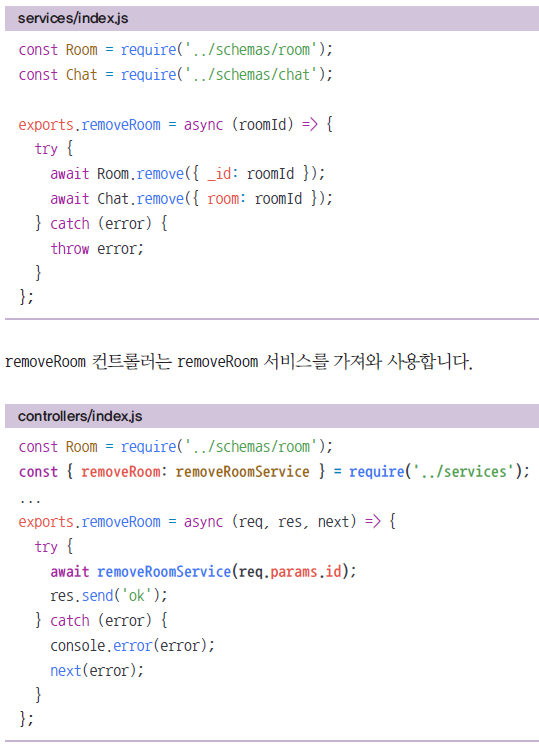 services/index.js
const Room = require('../schemas/room');
const Chat = require('../schemas/chat');
exports.removeRoom = async (roomId) => {
  try {
    await Room.remove({ _id: roomId });
    await Chat.remove({ room: roomId });
  } catch (error) {
    throw error;
  }
};
removeRoom 컨트롤러는 removeRoom 서비스를 가져와 사용합니다.
controllers/index.js
const Room = require('../schemas/room');
const { removeRoom: removeRoomService } = require('../services');
...
exports.removeRoom = async (req, res, next) => {
  try {
    await removeRoomService(req.params.id);
    res.send('ok');
  } catch (error) {
    console.error(error);
    next(error);
  }
};